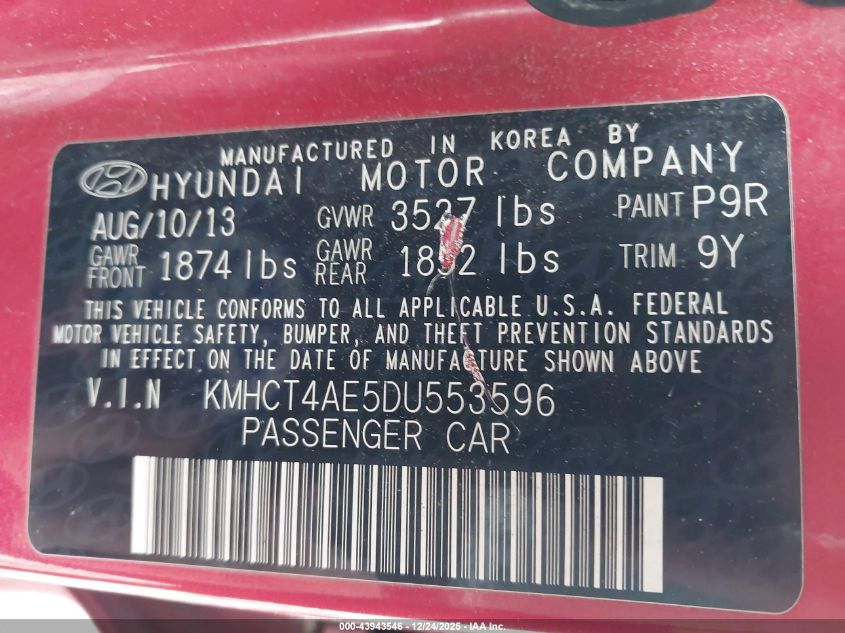 MANUFACTURED IN KOREA BY
HYUNDAI MOTOR COMPANY
AUG/10/13 GVWR 3527 lbs PAINT P9R
GAWR FRONT 1874 lbs GAWR REAR lbs TRIM 9Y
THIS VEHICLE CONFORMS TO ALL APPLICABLE U.S.A. FEDERAL
MOTOR VEHICLE SAFETY, BUMPER, AND THEFT PREVENTION STANDARDS
IN EFFECT ON THE DATE OF MANUFACTURE SHOWN ABOVE
V.I.N KMHCT4AE5DU553596
PASSENGER CAR
000-43943546 - 12/24/2025 - IAAI.COM